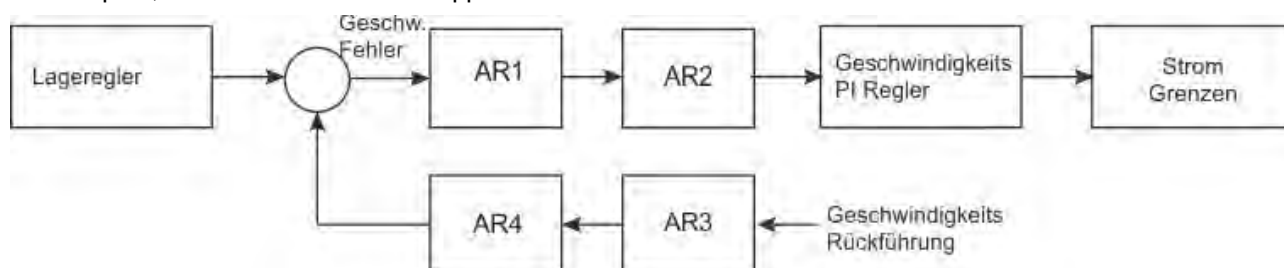 Geschw.
Fehler
Lageregler
AR1
AR2
Geschwindigkeits
PI Regler
Strom
Grenzen
AR4
AR3
Geschwindigkeits
Rückführung